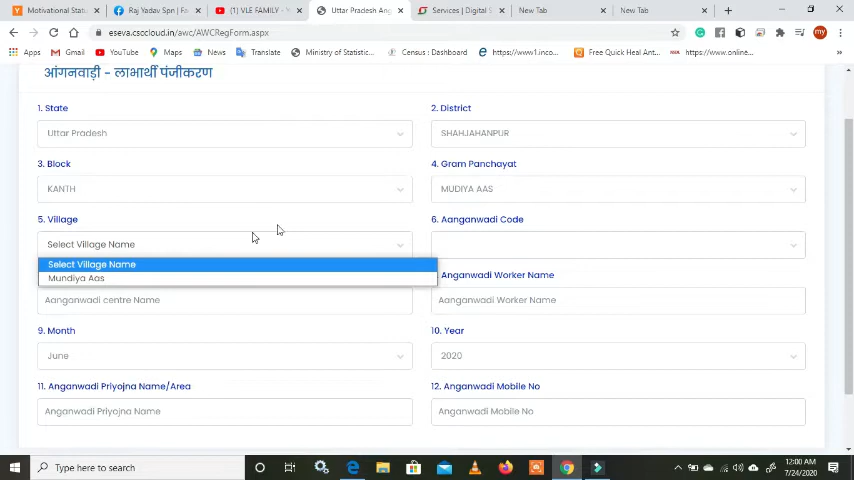 Motivational Statu
Raj Yadav Spn | Fa
(1) VLE FAMILY -
Uttar Pradesh Ang
Services | Digital S
New Tab
New Tab
eseva.csccloud.in/awc/AWCRegForm.aspx
Apps
Gmail
YouTube
Maps
News
Translate
Ministry of Statistic...
Census : Dashboard
https://www1.inco...
Free Quick Heal Ant...
https://www.online...
»
आंगनवाड़ी - लाभार्थी पंजीकरण
1. State
2. District
Uttar Pradesh
SHAHJAHANPUR
3. Block
4. Gram Panchayat
KANTH
MUDIYA AAS
5. Village
6. Aanganwadi Code
Select Village Name
Select Village Name
Mundiya Aas
Anganwadi Worker Name
Aanganwadi centre Name
Aanganwadi Worker Name
9. Month
10. Year
June
2020
11. Anganwadi Priyojna Name/Area
12. Anganwadi Mobile No
Anganwadi Priyojna Name
Anganwadi Mobile No
Type here to search
12:00 AM
7/24/2020